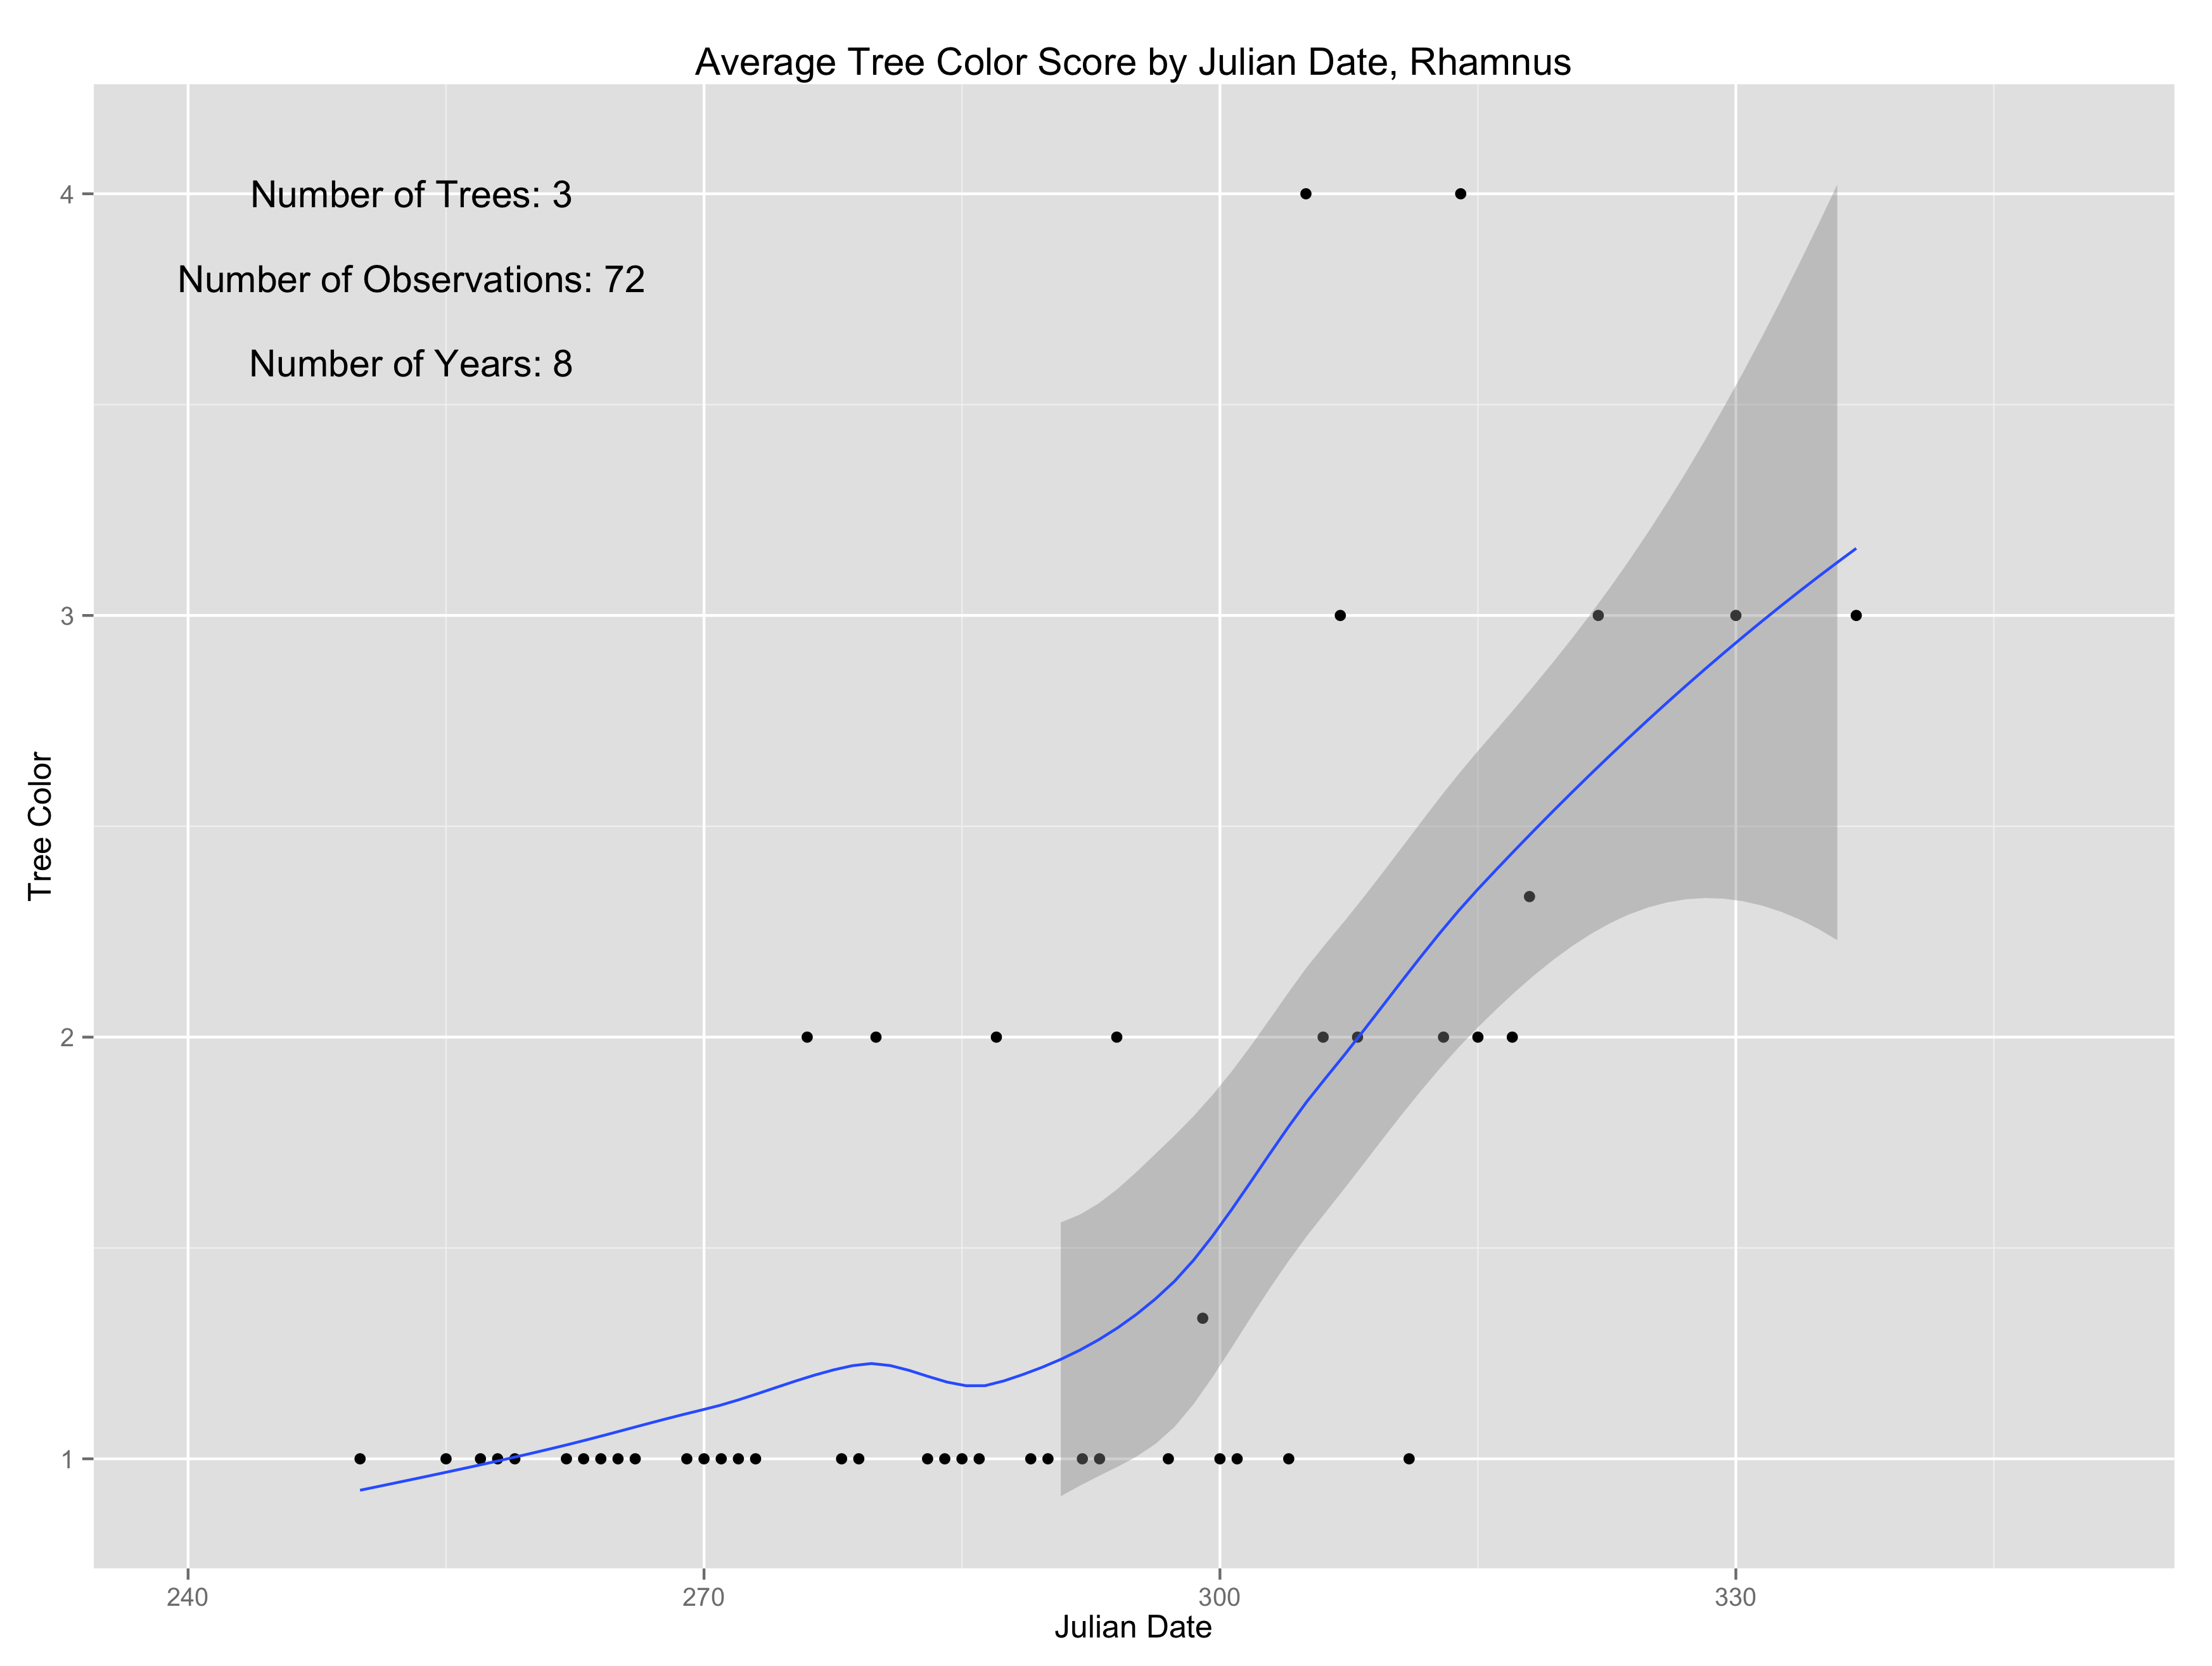 Average Tree Color Score by Julian Date, Rhamnus
Number of Trees: 3
Number of Observations: 72
Number of Years: 8
Tree Color
4
3
2
1
240 270 300 330
Julian Date